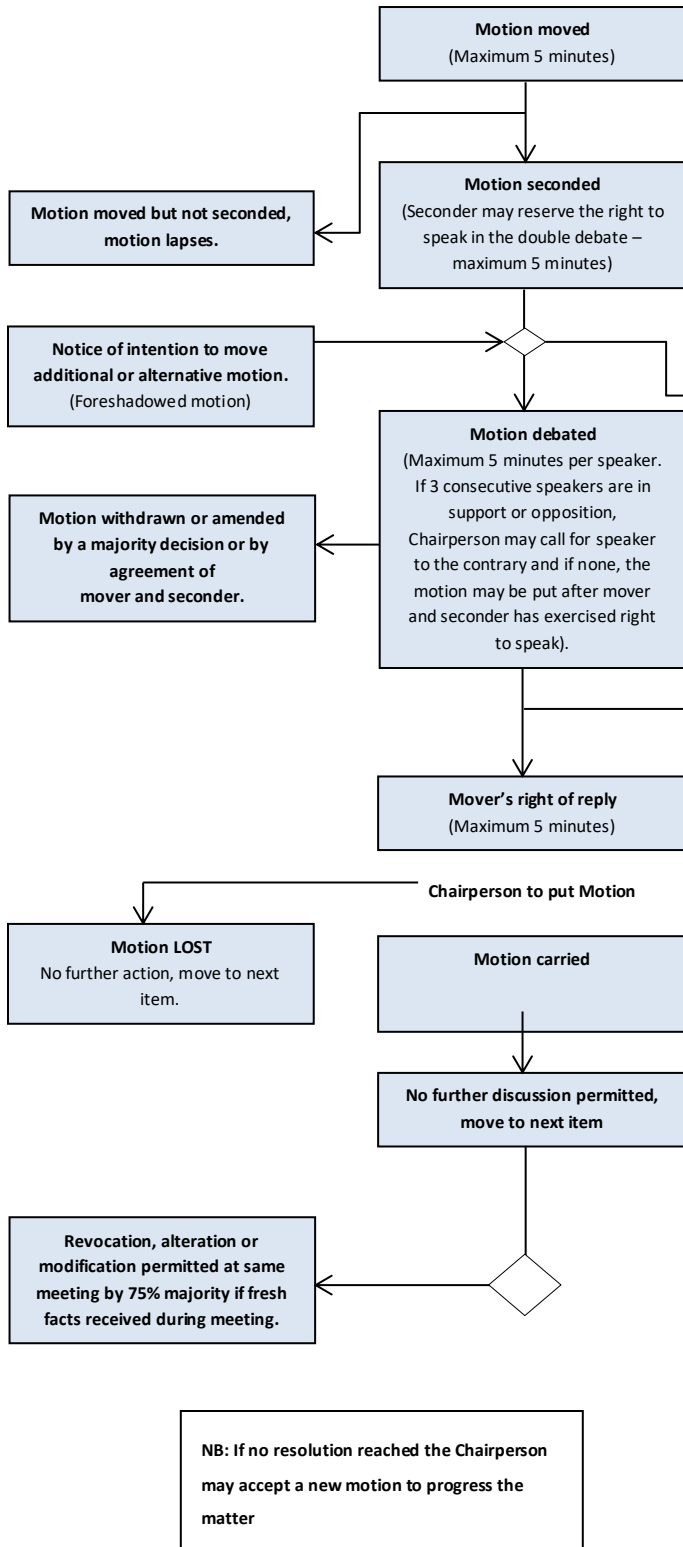 Motion moved
(Maximum 5 minutes)
Motion seconded
(Seconder may reserve the right to
speak in the double debate –
maximum 5 minutes)
Motion moved but not seconded,
motion lapses.
Notice of intention to move
additional or alternative motion.
(Foreshadowed motion)
Motion debated
(Maximum 5 minutes per speaker.
If 3 consecutive speakers are in
support or opposition,
Chairperson may call for speaker
to the contrary and if none, the
motion may be put after mover
and seconder has exercised right
to speak).
Motion withdrawn or amended
by a majority decision or by
agreement of
mover and seconder.
Mover’s right of reply
(Maximum 5 minutes)
Chairperson to put Motion
Motion LOST
No further action, move to next
item.
Motion carried
No further discussion permitted,
move to next item
Revocation, alteration or
modification permitted at same
meeting by 75% majority if fresh
facts received during meeting.
NB: If no resolution reached the Chairperson
may accept a new motion to progress the
matter